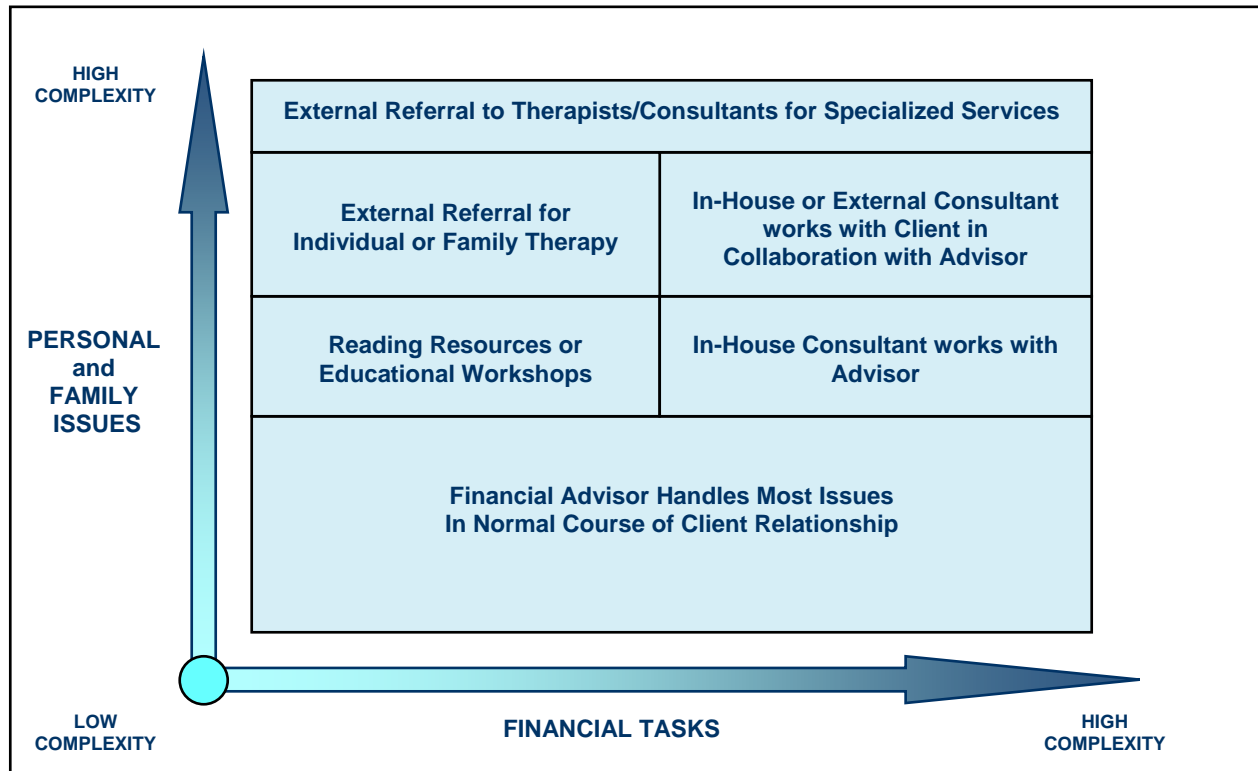 HIGH
COMPLEXITY
External Referral to Therapists/Consultants for Specialized Services
External Referral for
Individual or Family Therapy
In-House or External Consultant
works with Client in
Collaboration with Advisor
PERSONAL
and
FAMILY
ISSUES
Reading Resources or
Educational Workshops
In-House Consultant works with
Advisor
Financial Advisor Handles Most Issues
In Normal Course of Client Relationship
LOW
COMPLEXITY
FINANCIAL TASKS
HIGH
COMPLEXITY